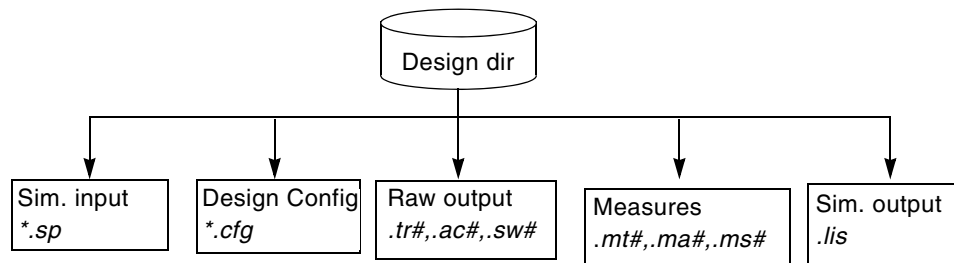 Design dir
Sim. input
*.sp
Design Config
*.cfg
Raw output
.tr#,.ac#,.sw#
Measures
.mt#,.ma#,.ms#
Sim. output
.lis